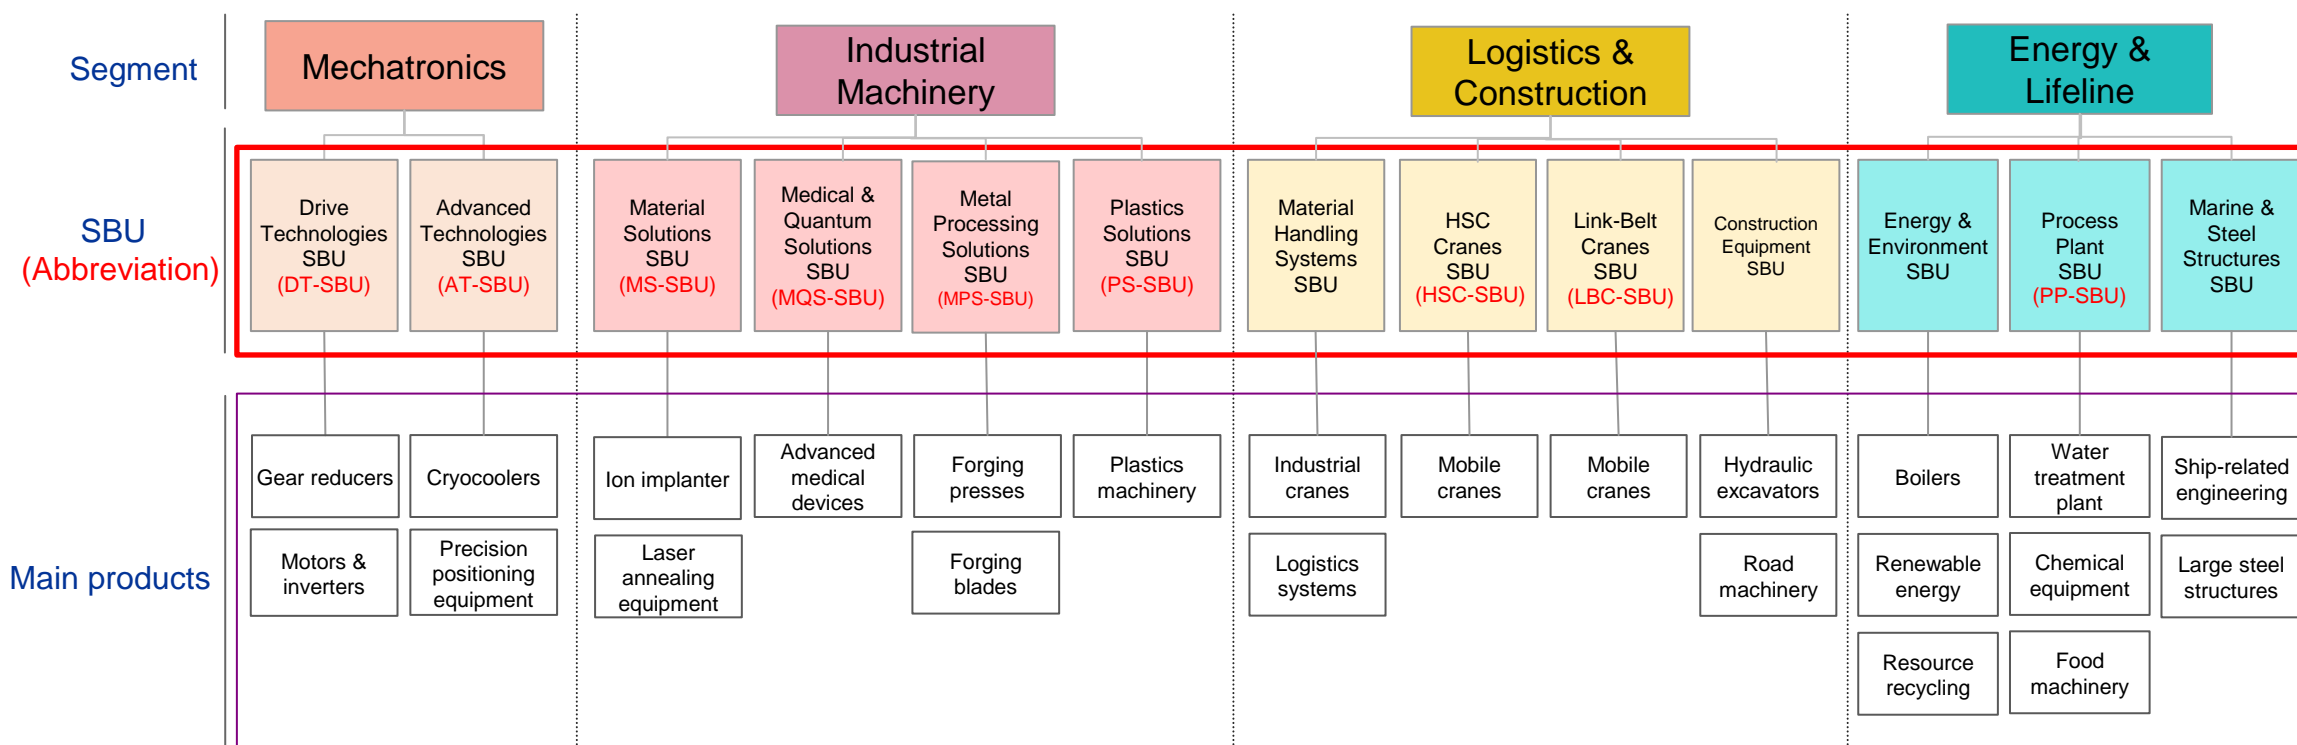 Segment
Mechatronics
Industrial
Machinery
Logistics &
Construction
Energy &
Lifeline
SBU
(Abbreviation)
Drive
Technologies
SBU
(DT-SBU)
Advanced
Technologies
SBU
(AT-SBU)
Material
Solutions
SBU
(MS-SBU)
Medical &
Quantum
Solutions
SBU
(MQS-SBU)
Metal
Processing
Solutions
SBU
(MPS-SBU)
Plastics
Solutions
SBU
(PS-SBU)
Material
Handling
Systems
SBU
HSC
Cranes
SBU
(HSC-SBU)
Link-Belt
Cranes
SBU
(LBC-SBU)
Construction
Equipment
SBU
Energy &
Environment
SBU
Process
Plant
SBU
(PP-SBU)
Marine &
Steel
Structures
SBU
Main products
Gear reducers
Cryocoolers
Ion implanter
Advanced
medical
devices
Forging
presses
Plastics
machinery
Industrial
cranes
Mobile
cranes
Mobile
cranes
Hydraulic
excavators
Boilers
Water
treatment
plant
Ship-related
engineering
Motors &
inverters
Precision
positioning
equipment
Laser
annealing
equipment
Forging
blades
Logistics
systems
Road
machinery
Renewable
energy
Chemical
equipment
Large steel
structures
Resource
recycling
Food
machinery